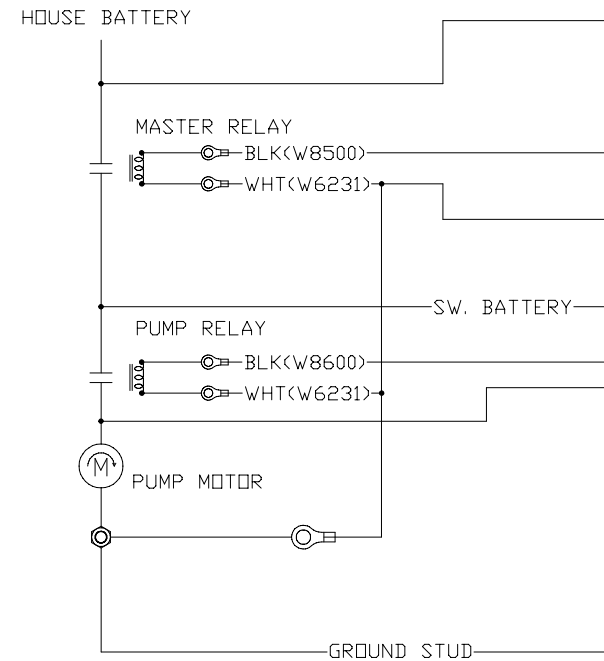 HOUSE BATTERY
MASTER RELAY
BLK(W8500)
WHT(W6231)
SW. BATTERY
PUMP RELAY
BLK(W8600)
WHT(W6231)
M
PUMP MOTOR
GROUND STUD